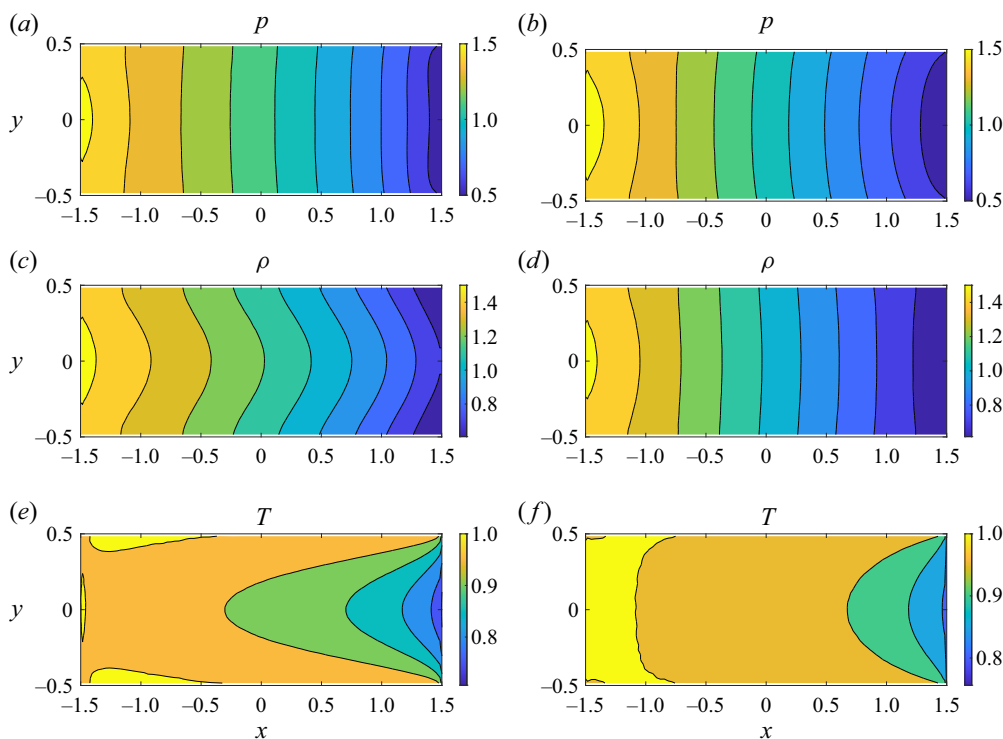 (a) p (b) p
0.5 1.5 0.5 1.5
y 0 1.0 0 1.0
−0.5 0.5 −0.5 0.5
−1.5 −1.0 −0.5 0 0.5 1.0 1.5 −1.5 −1.0 −0.5 0 0.5 1.0 1.5
(c) ρ (d) ρ
0.5 0.5
1.4 1.4
1.2 1.2
y 0 0
1.0 1.0
0.8 0.8
−0.5 −0.5
−1.5 −1.0 −0.5 0 0.5 1.0 1.5 −1.5 −1.0 −0.5 0 0.5 1.0 1.5
(e) T (f) T
0.5 1.0 0.5 1.0
0.9 0.9
y 0 0
0.8 0.8
−0.5 −0.5
−1.5 −1.0 −0.5 0 0.5 1.0 1.5 −1.5 −1.0 −0.5 0 0.5 1.0 1.5
x x